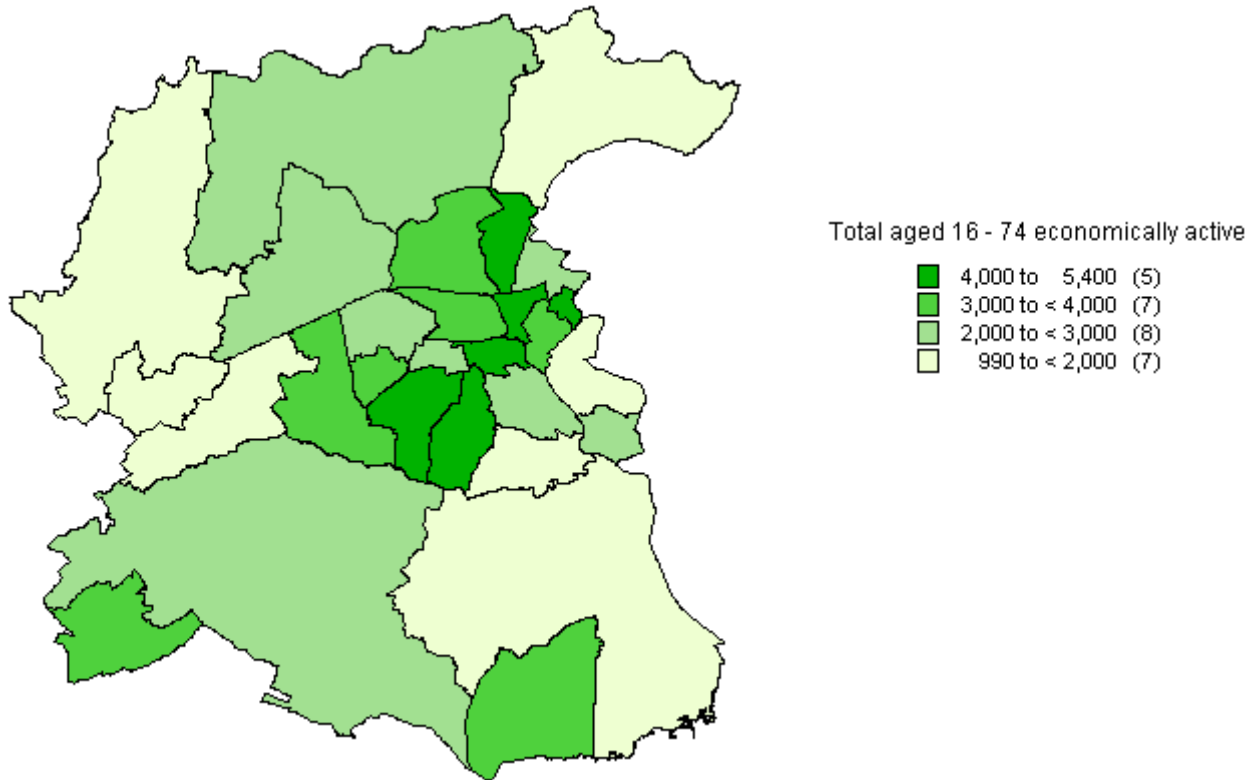 Total aged 16 - 74 economically active
4,000 to 5,400 (5)
3,000 to < 4,000 (7)
2,000 to < 3,000 (8)
990 to < 2,000 (7)